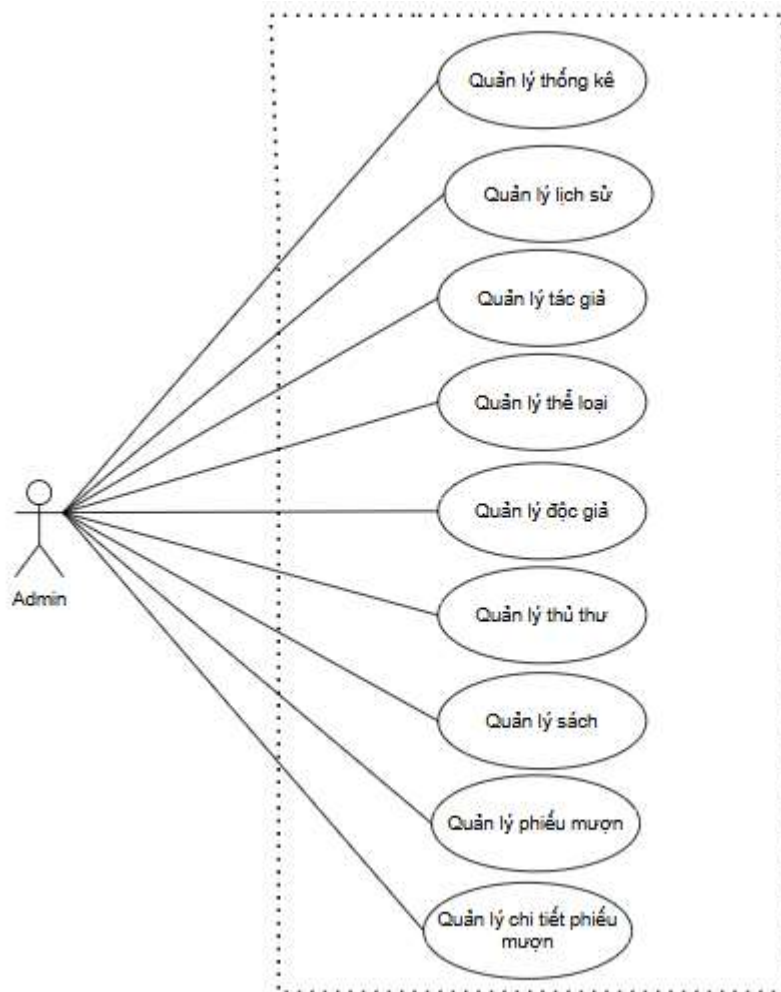 Quản lý thống kê
Quản lý lịch sử
Quản lý tác giả
Quản lý thể loại
Quản lý độc giả
Admin
Quản lý thủ thư
Quản lý sách
Quản lý phiếu mượn
Quản lý chi tiết phiếu
mượn